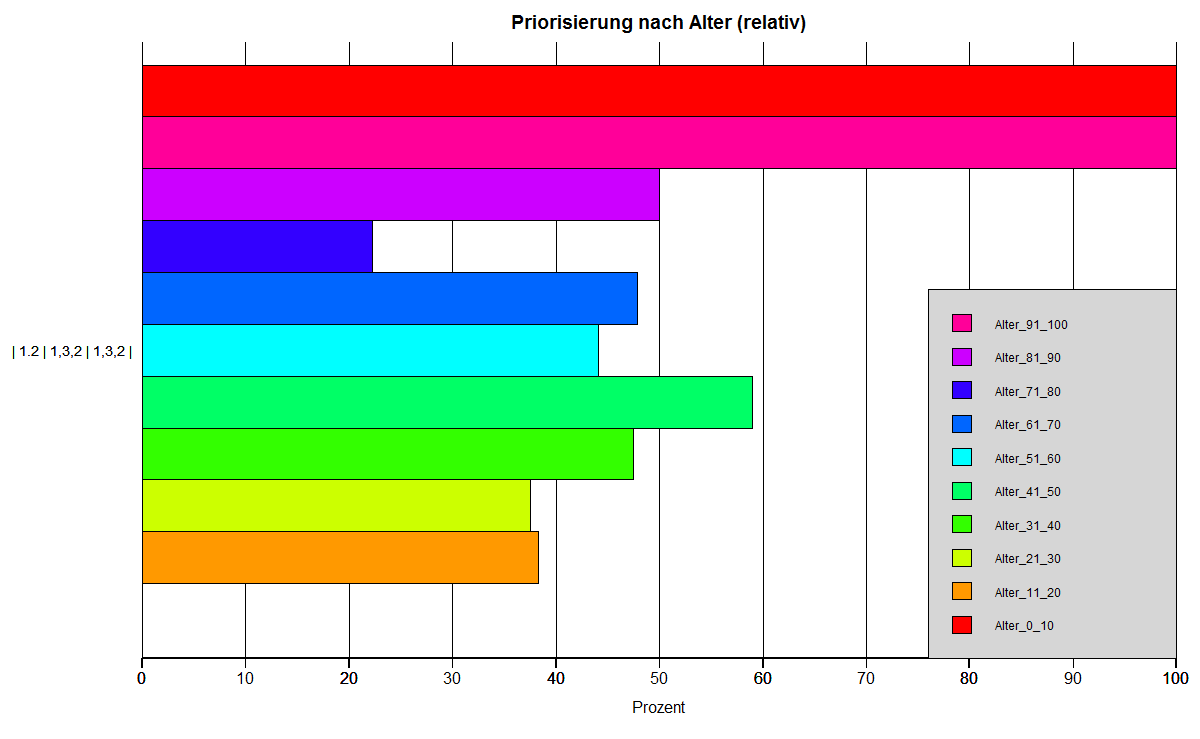 Priorisierung nach Alter (relativ)
| 1.2 | 1,3,2 | 1,3,2 |
Alter_91_100
Alter_81_90
Alter_71_80
Alter_61_70
Alter_51_60
Alter_41_50
Alter_31_40
Alter_21_30
Alter_11_20
Alter_0_10
0 10 20 30 40 50 60 70 80 90 100
Prozent